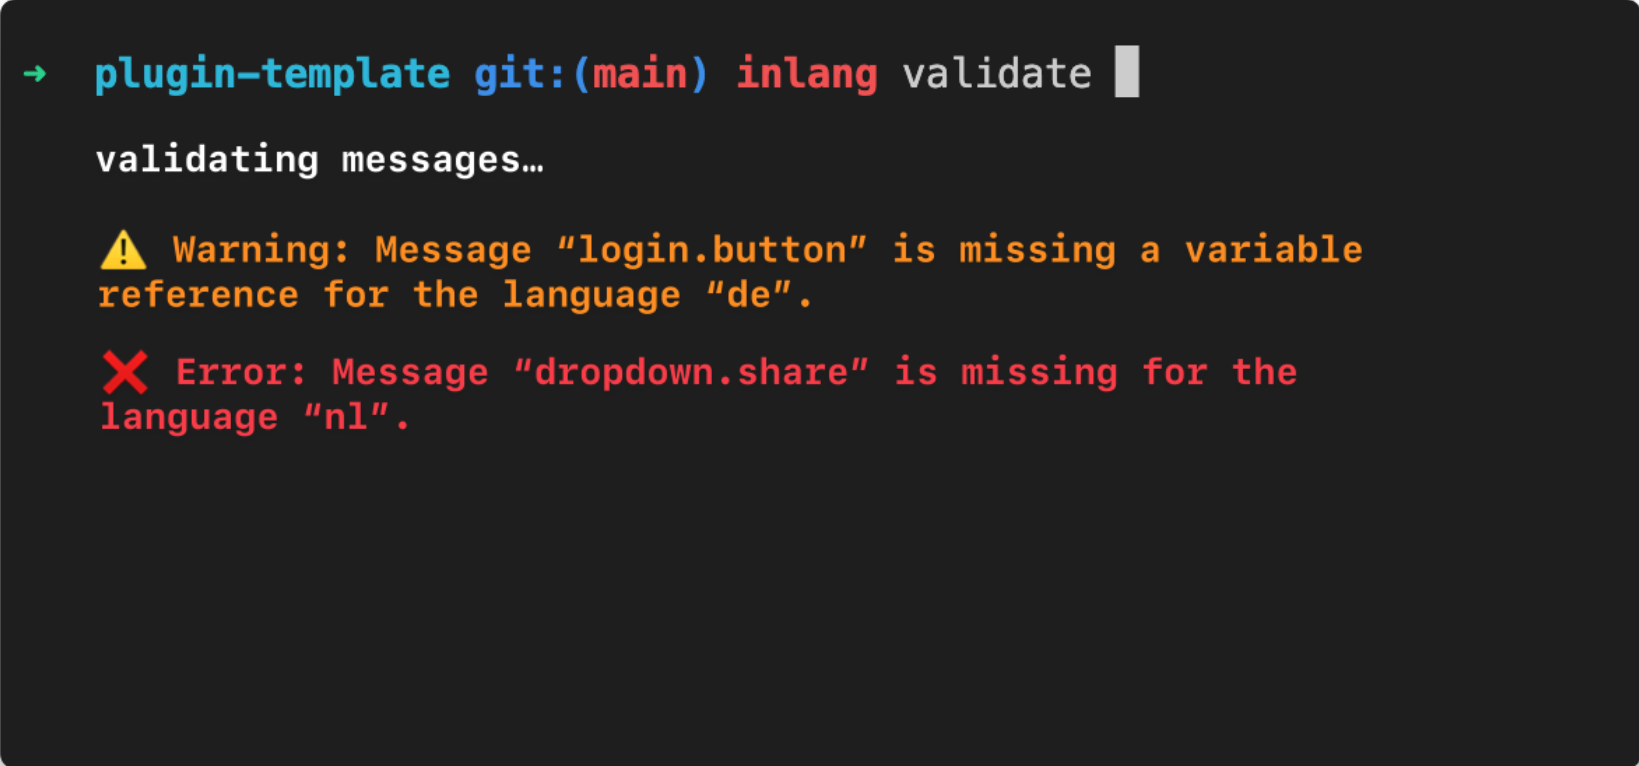 ➜ plugin-template git:(main) inlang validate
validating messages…
⚠️ Warning: Message “login.button” is missing a variable
reference for the language “de”.
❌ Error: Message “dropdown.share” is missing for the
language “nl”.